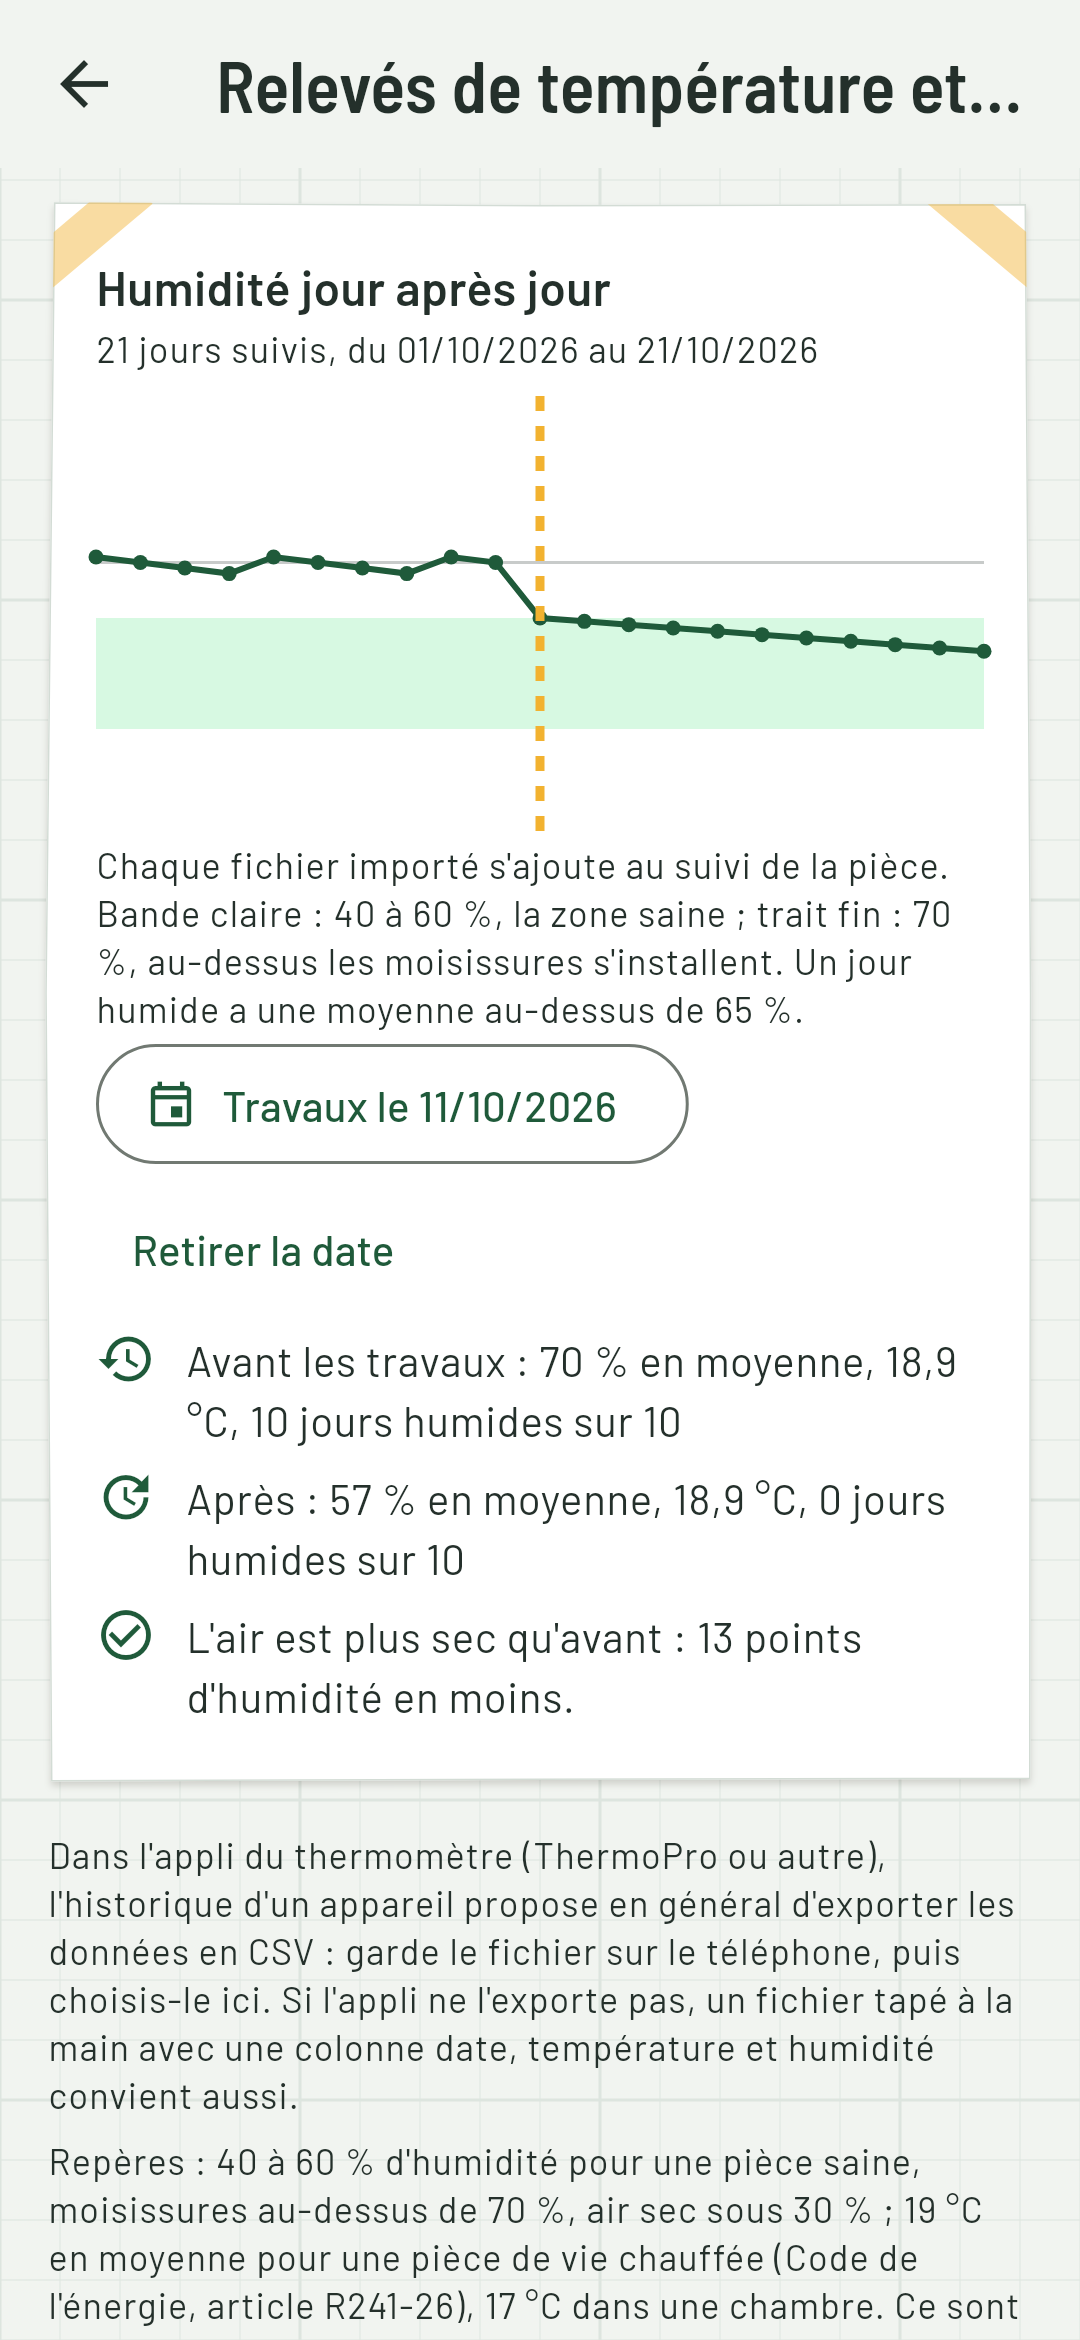 Relevés de température et...
Humidité jour après jour
21 jours suivis, du 01/10/2026 au 21/10/2026
Chaque fichier importé s'ajoute au suivi de la pièce.
Bande claire : 40 à 60 %, la zone saine ; trait fin : 70
%, au-dessus les moisissures s'installent. Un jour
humide a une moyenne au-dessus de 65 %.
Travaux le 11/10/2026
Retirer la date
Avant les travaux : 70 % en moyenne, 18,9
°C, 10 jours humides sur 10
Après : 57 % en moyenne, 18,9 °C, 0 jours
humides sur 10
L'air est plus sec qu'avant : 13 points
d'humidité en moins.
Dans l'appli du thermomètre (ThermoPro ou autre),
l'historique d'un appareil propose en général d'exporter les
données en CSV : garde le fichier sur le téléphone, puis
choisis-le ici. Si l'appli ne l'exporte pas, un fichier tapé à la
main avec une colonne date, température et humidité
convient aussi.
Repères : 40 à 60 % d'humidité pour une pièce saine,
moisissures au-dessus de 70 %, air sec sous 30 % ; 19 °C
en moyenne pour une pièce de vie chauffée (Code de
l'énergie, article R241-26), 17 °C dans une chambre. Ce sont